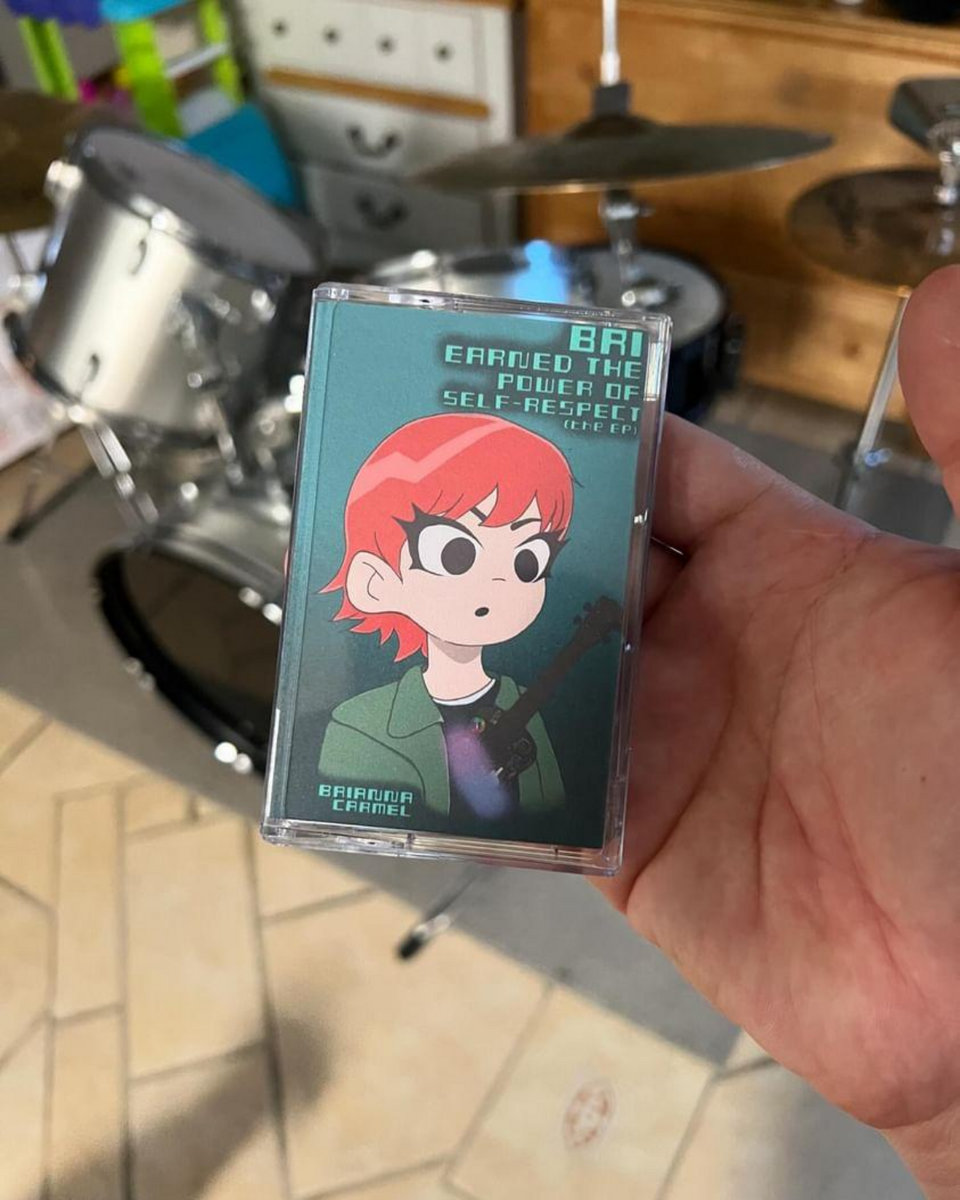 BRI
EARNED THE
POWER OF
SELF-RESPECT
(the EP)
BRIANNA
CARMEL